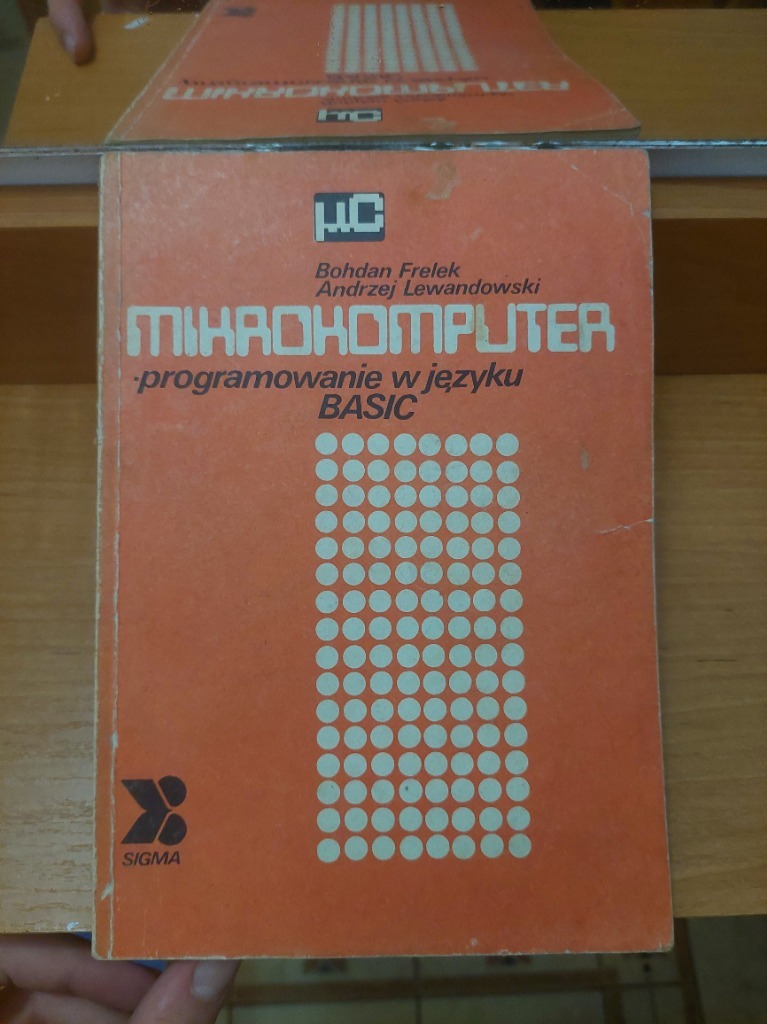 µC
Bohdan Frelek
Andrzej Lewandowski
MIKROKOMPUTER
-programowanie w języku
BASIC
SIGMA